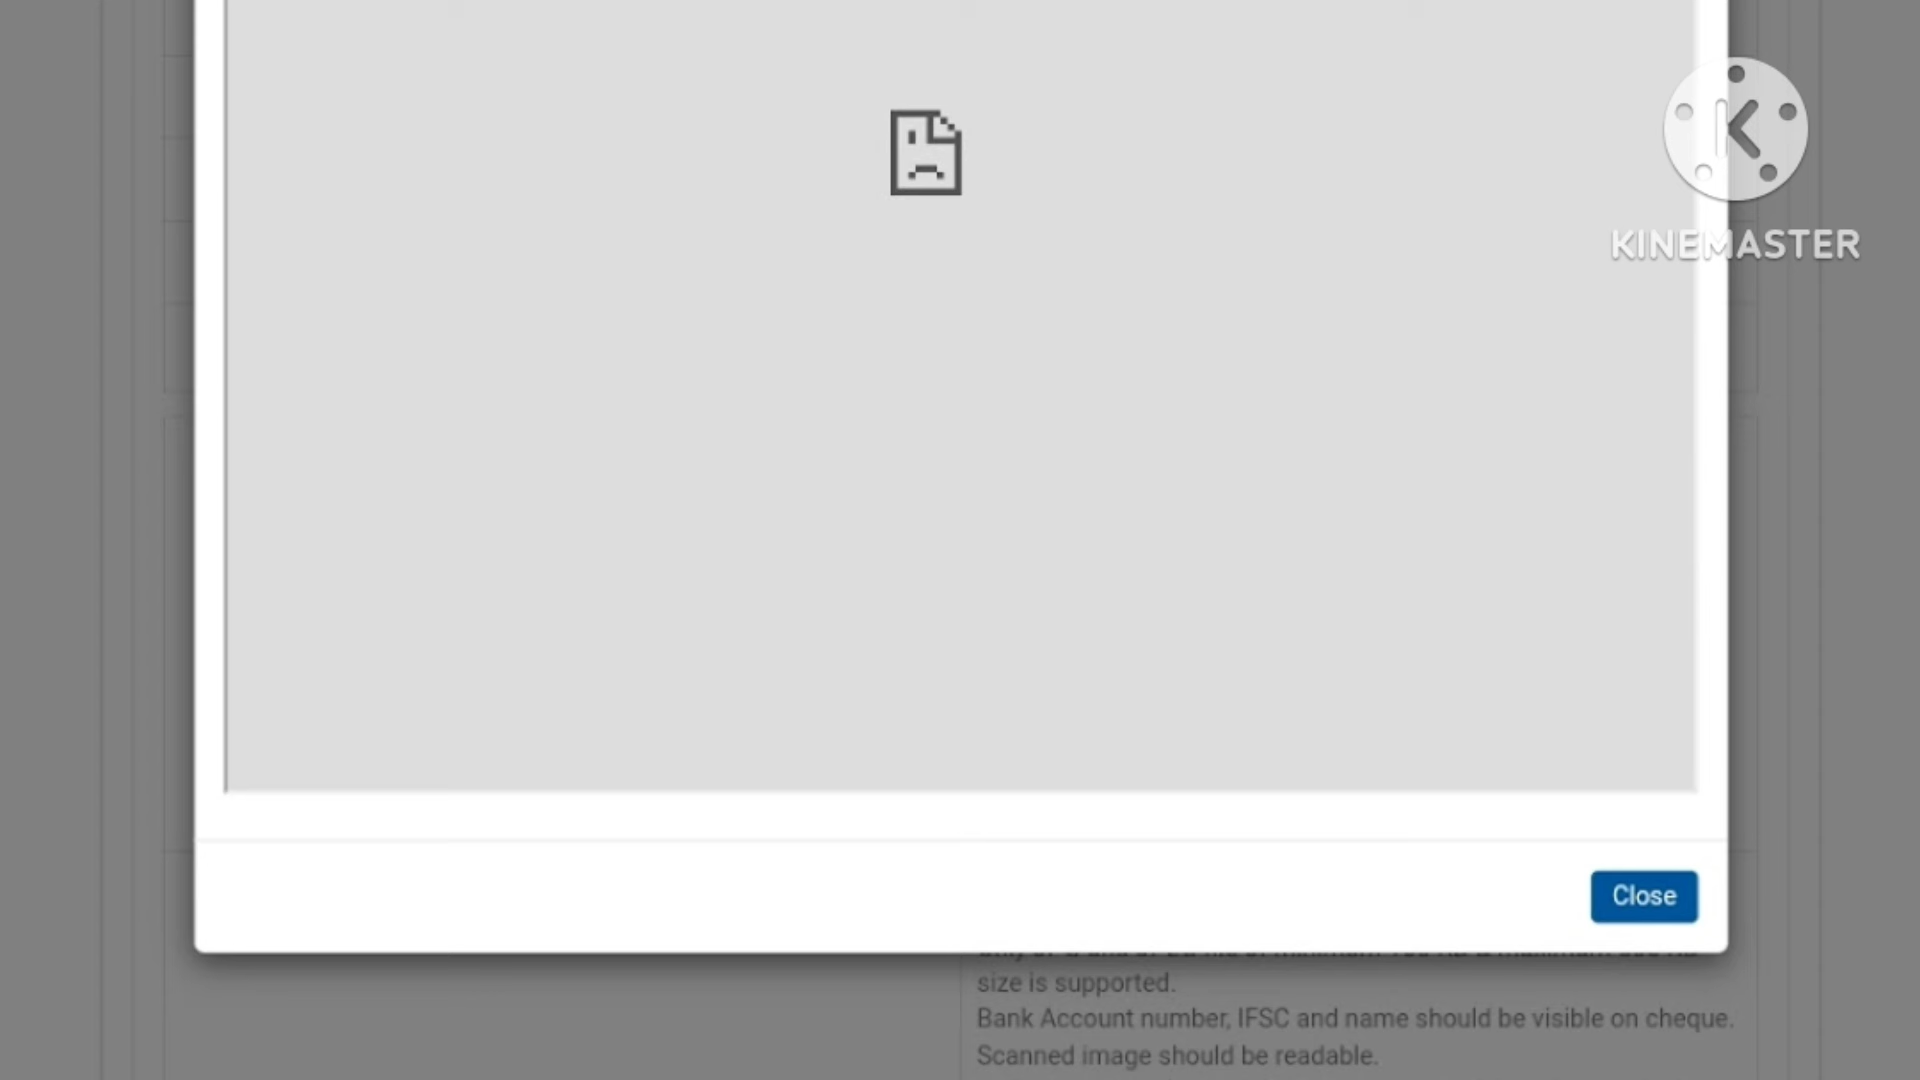 KINEMASTER
Close
size is supported.
Bank Account number, IFSC and name should be visible on cheque.
Scanned image should be readable.